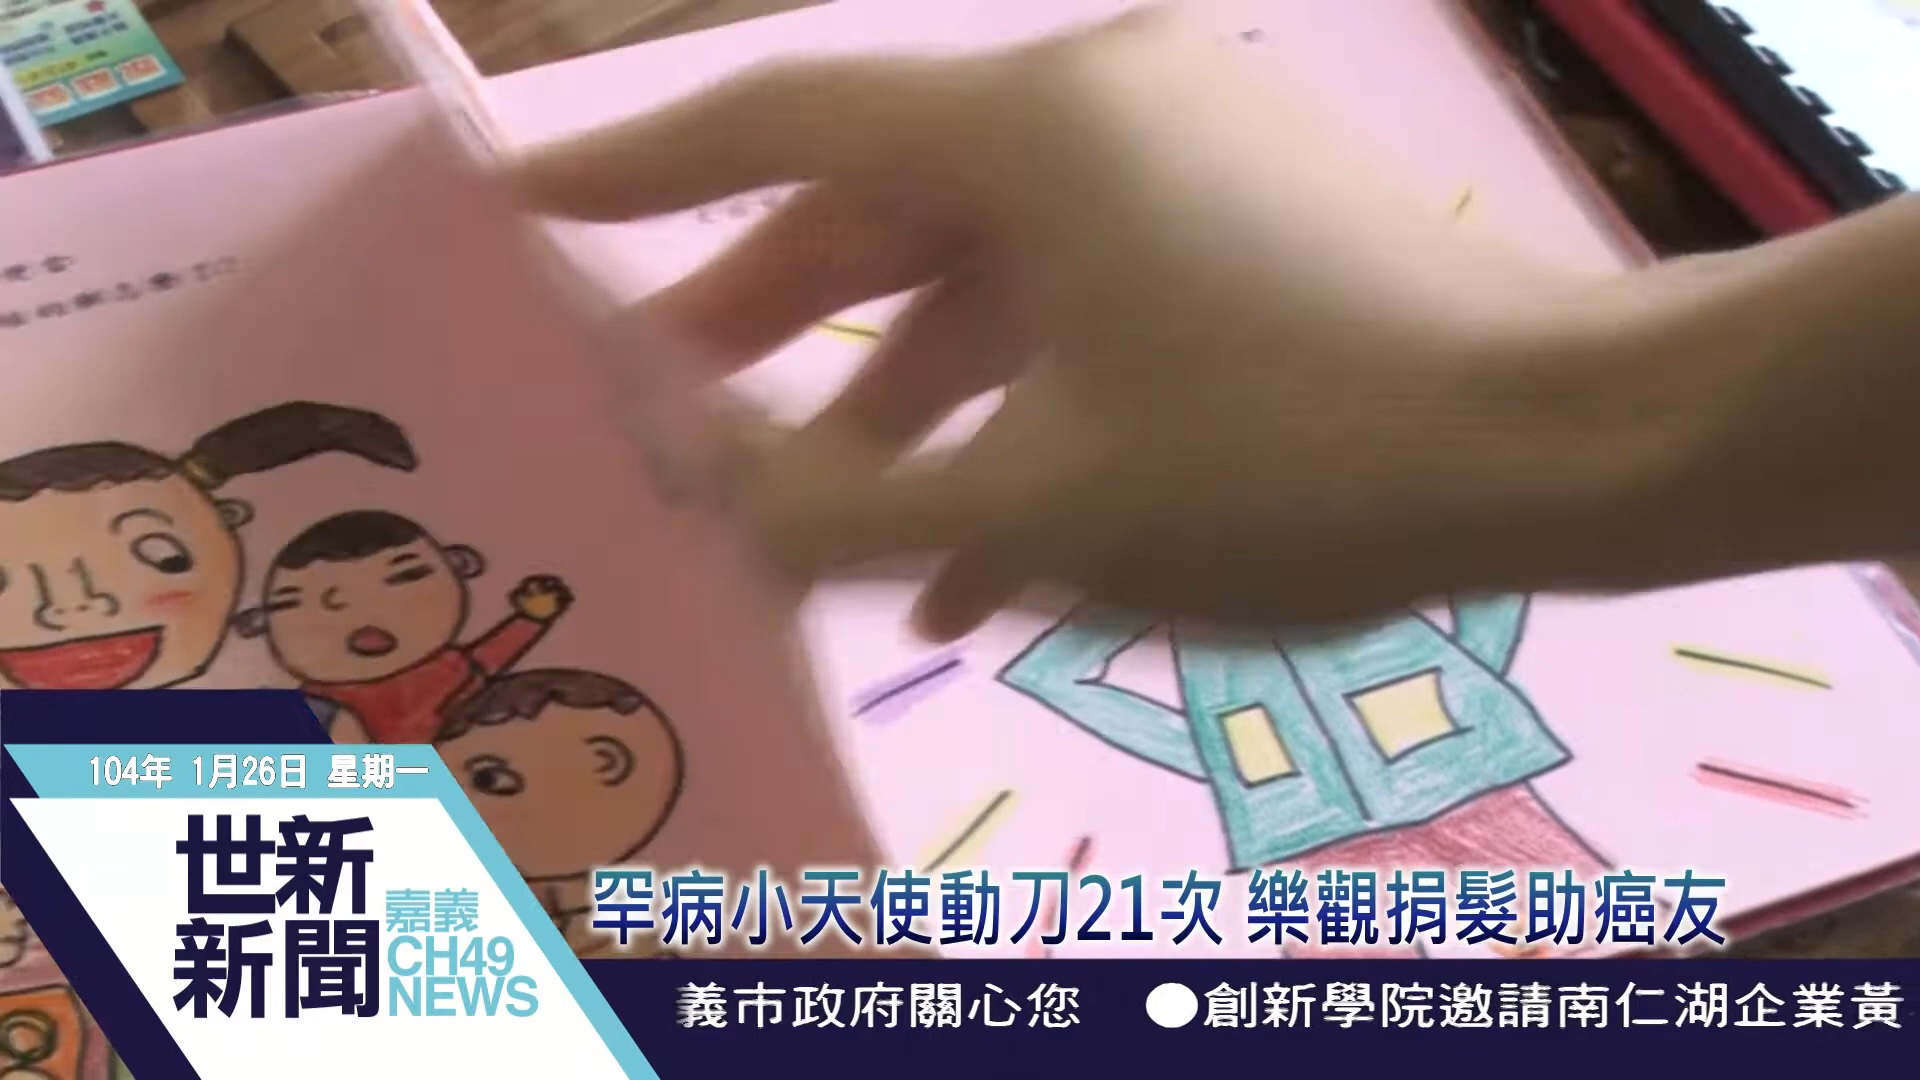 104年 1月26日 星期一
世新
新聞
嘉義
CH49
NEWS
罕病小天使動刀21次 樂觀捐髮助癌友
義市政府關心您 ●創新學院邀請南仁湖企業黃